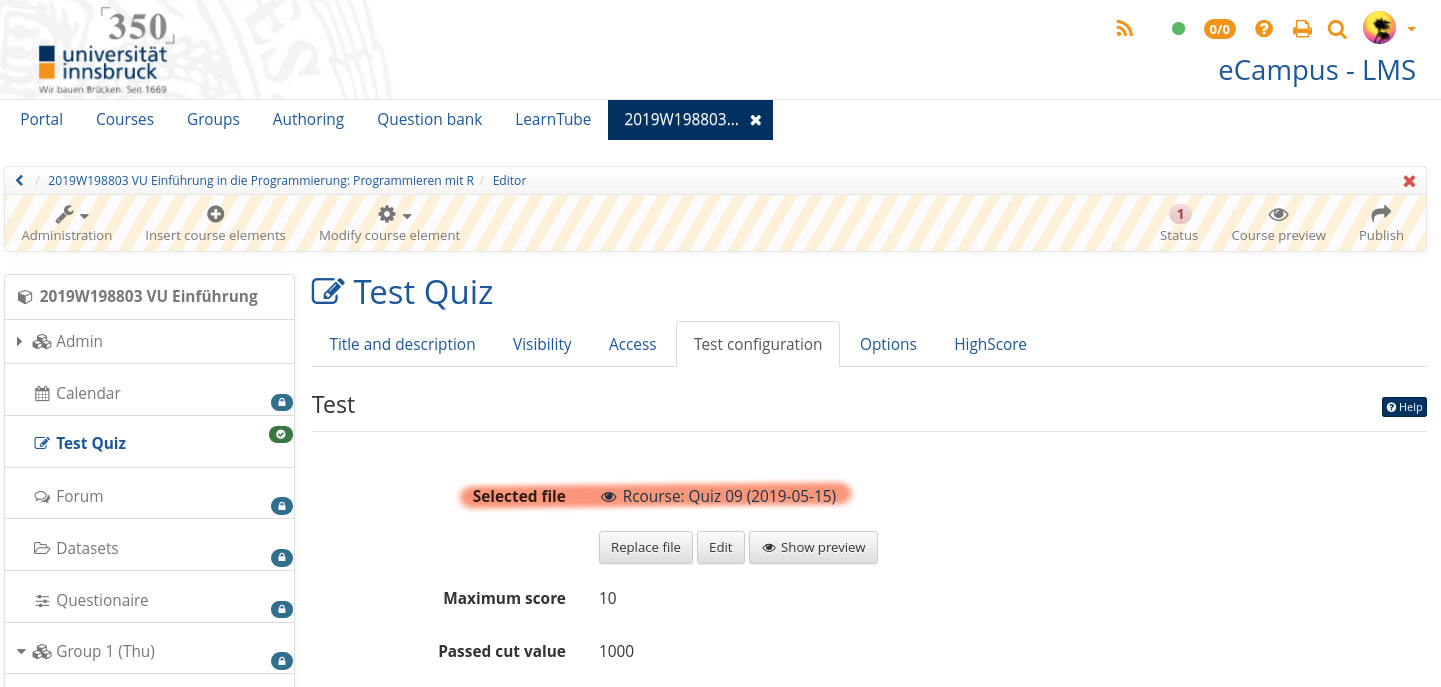 350
universität
innsbruck
Wir bauen Brücken. Seit 1669
0/0
eCampus - LMS
Portal Courses Groups Authoring Question bank LearnTube 2019W198803...
/ 2019W198803 VU Einführung in die Programmierung: Programmieren mit R / Editor
1
Administration Insert course elements Modify course element Status Course preview Publish
2019W198803 VU Einführung
Admin
Calendar
Test Quiz
Forum
Datasets
Questionaire
Group 1 (Thu)
Test Quiz
Title and description Visibility Access Test configuration Options HighScore
Test Help
Selected file Rcourse: Quiz 09 (2019-05-15)
Replace file Edit Show preview
Maximum score 10
Passed cut value 1000